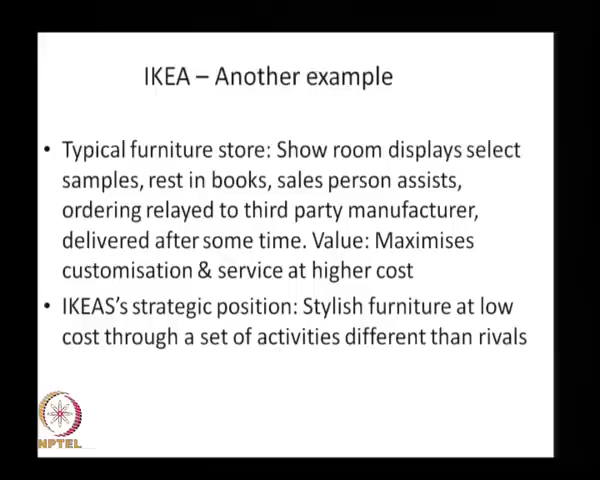 IKEA – Another example
• Typical furniture store: Show room displays select
samples, rest in books, sales person assists,
ordering relayed to third party manufacturer,
delivered after some time. Value: Maximises
customisation & service at higher cost
• IKEAS's strategic position: Stylish furniture at low
cost through a set of activities different than rivals
NPTEL